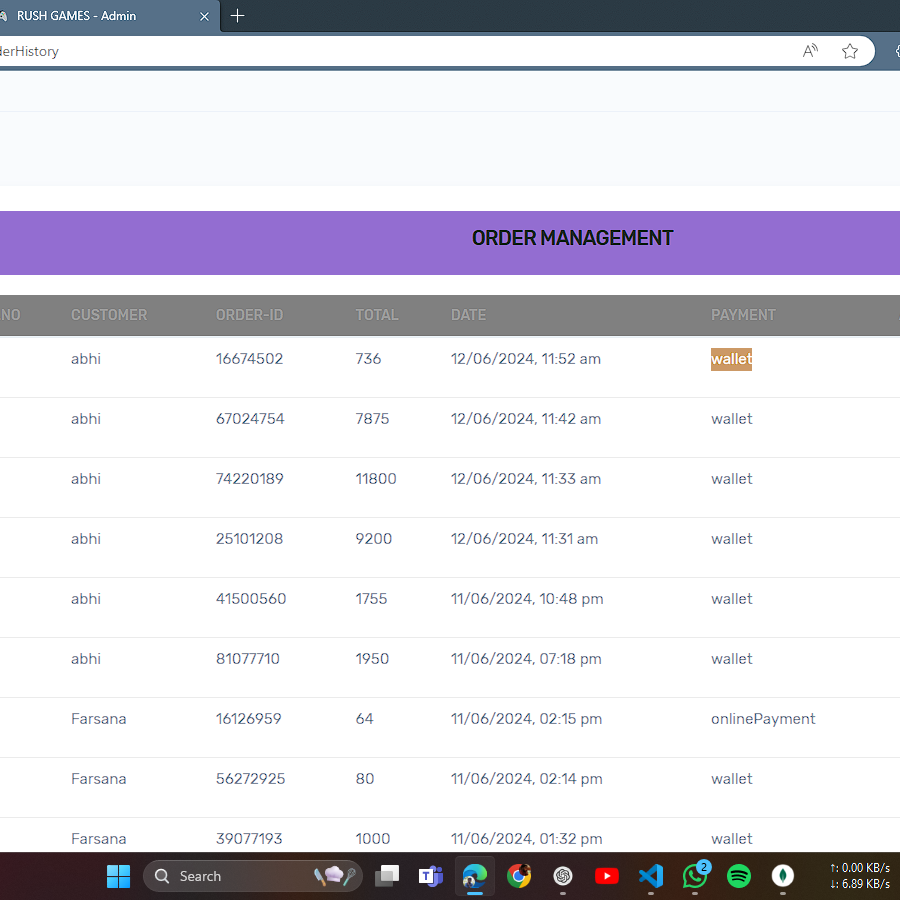 RUSH GAMES - Admin
derHistory
ORDER MANAGEMENT
NO CUSTOMER ORDER-ID TOTAL DATE PAYMENT
abhi 16674502 736 12/06/2024, 11:52 am wallet
abhi 67024754 7875 12/06/2024, 11:42 am wallet
abhi 74220189 11800 12/06/2024, 11:33 am wallet
abhi 25101208 9200 12/06/2024, 11:31 am wallet
abhi 41500560 1755 11/06/2024, 10:48 pm wallet
abhi 81077710 1950 11/06/2024, 07:18 pm wallet
Farsana 16126959 64 11/06/2024, 02:15 pm onlinePayment
Farsana 56272925 80 11/06/2024, 02:14 pm wallet
Farsana 39077193 1000 11/06/2024, 01:32 pm wallet
Search
2
↑: 0.00 KB/s
↓: 6.89 KB/s